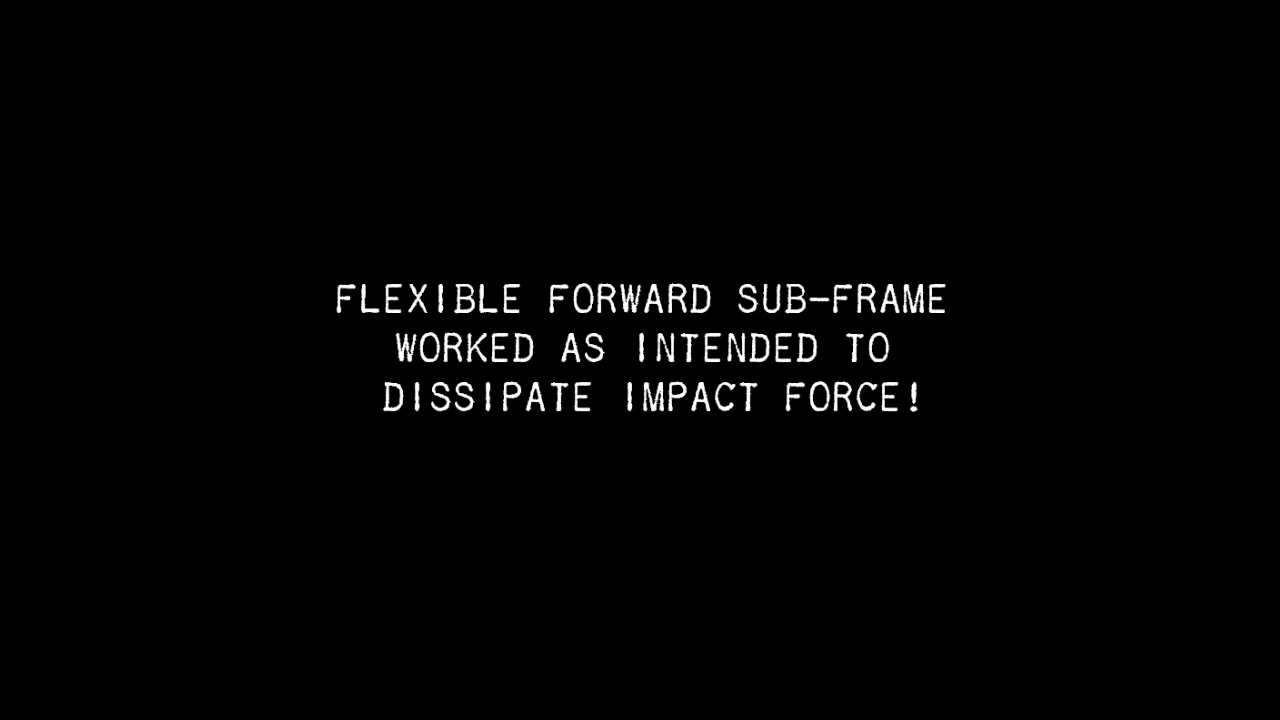 FLEXIBLE FORWARD SUB-FRAME
WORKED AS INTENDED TO
DISSIPATE IMPACT FORCE!